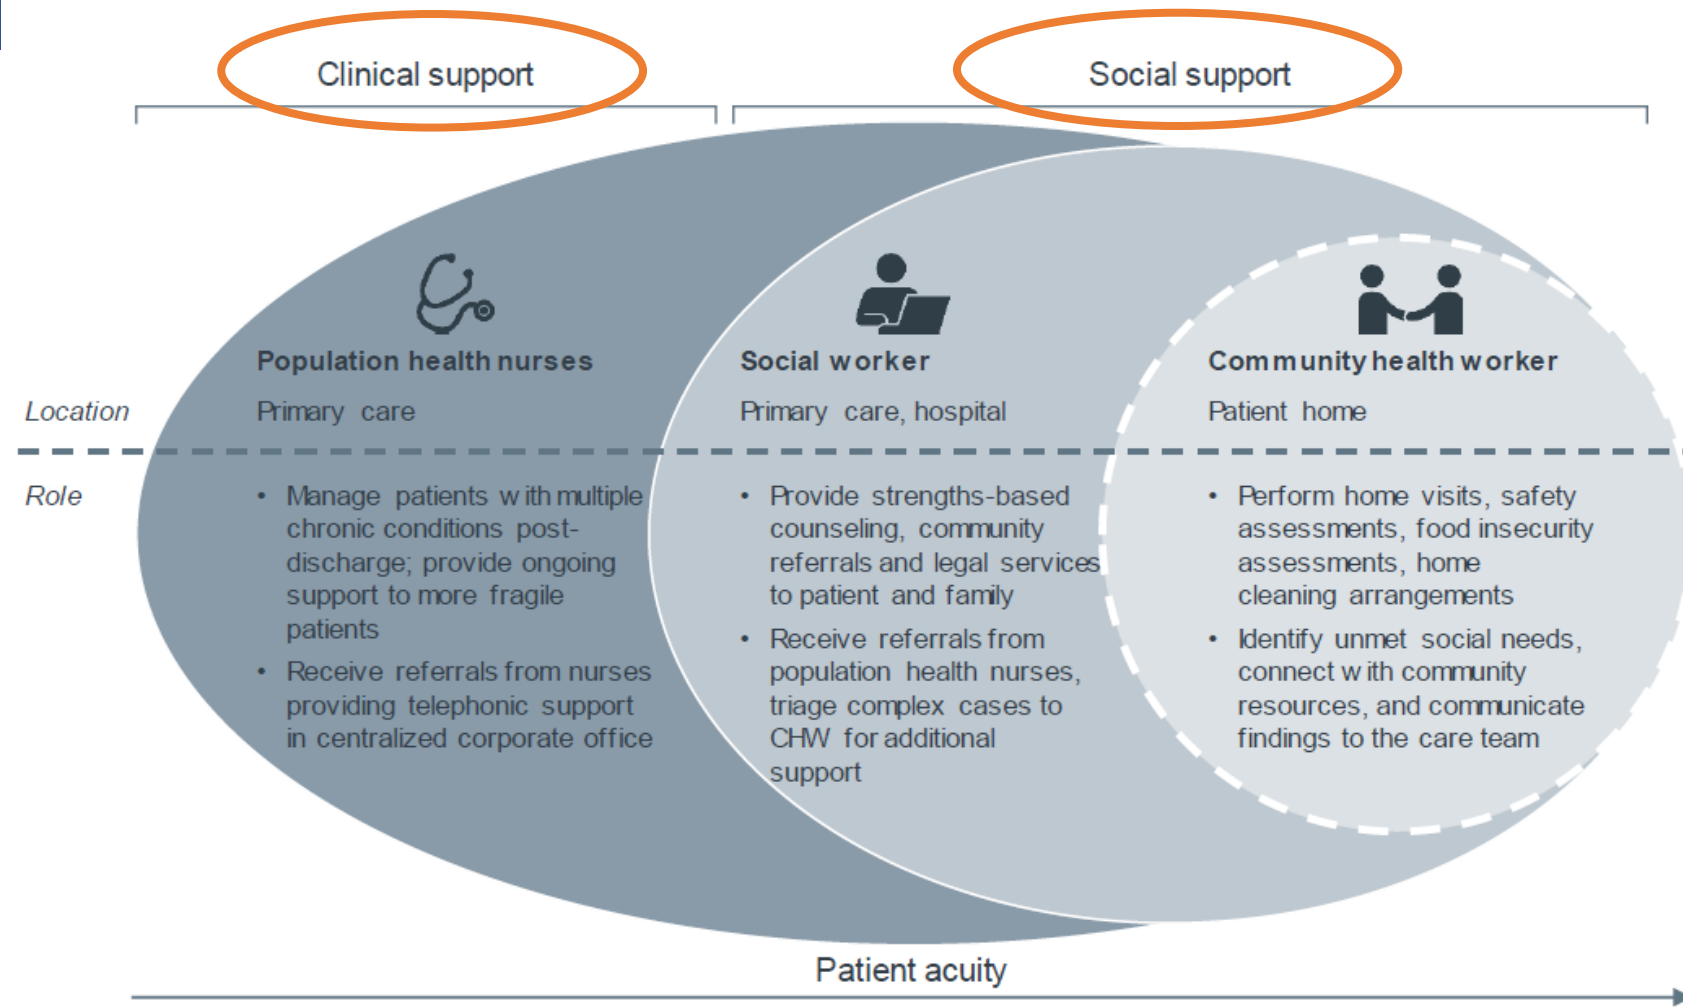 Clinical support
Social support
Population health nurses
Social worker
Community health worker
Location
Primary care
Primary care, hospital
Patient home
Role
• Manage patients with multiple
chronic conditions post-
discharge; provide ongoing
support to more fragile
patients
• Receive referrals from nurses
providing telephonic support
in centralized corporate office
• Provide strengths-based
counseling, community
referrals and legal services
to patient and family
• Receive referrals from
population health nurses,
triage complex cases to
CHW for additional
support
• Perform home visits, safety
assessments, food insecurity
assessments, home
cleaning arrangements
• Identify unmet social needs,
connect with community
resources, and communicate
findings to the care team
Patient acuity